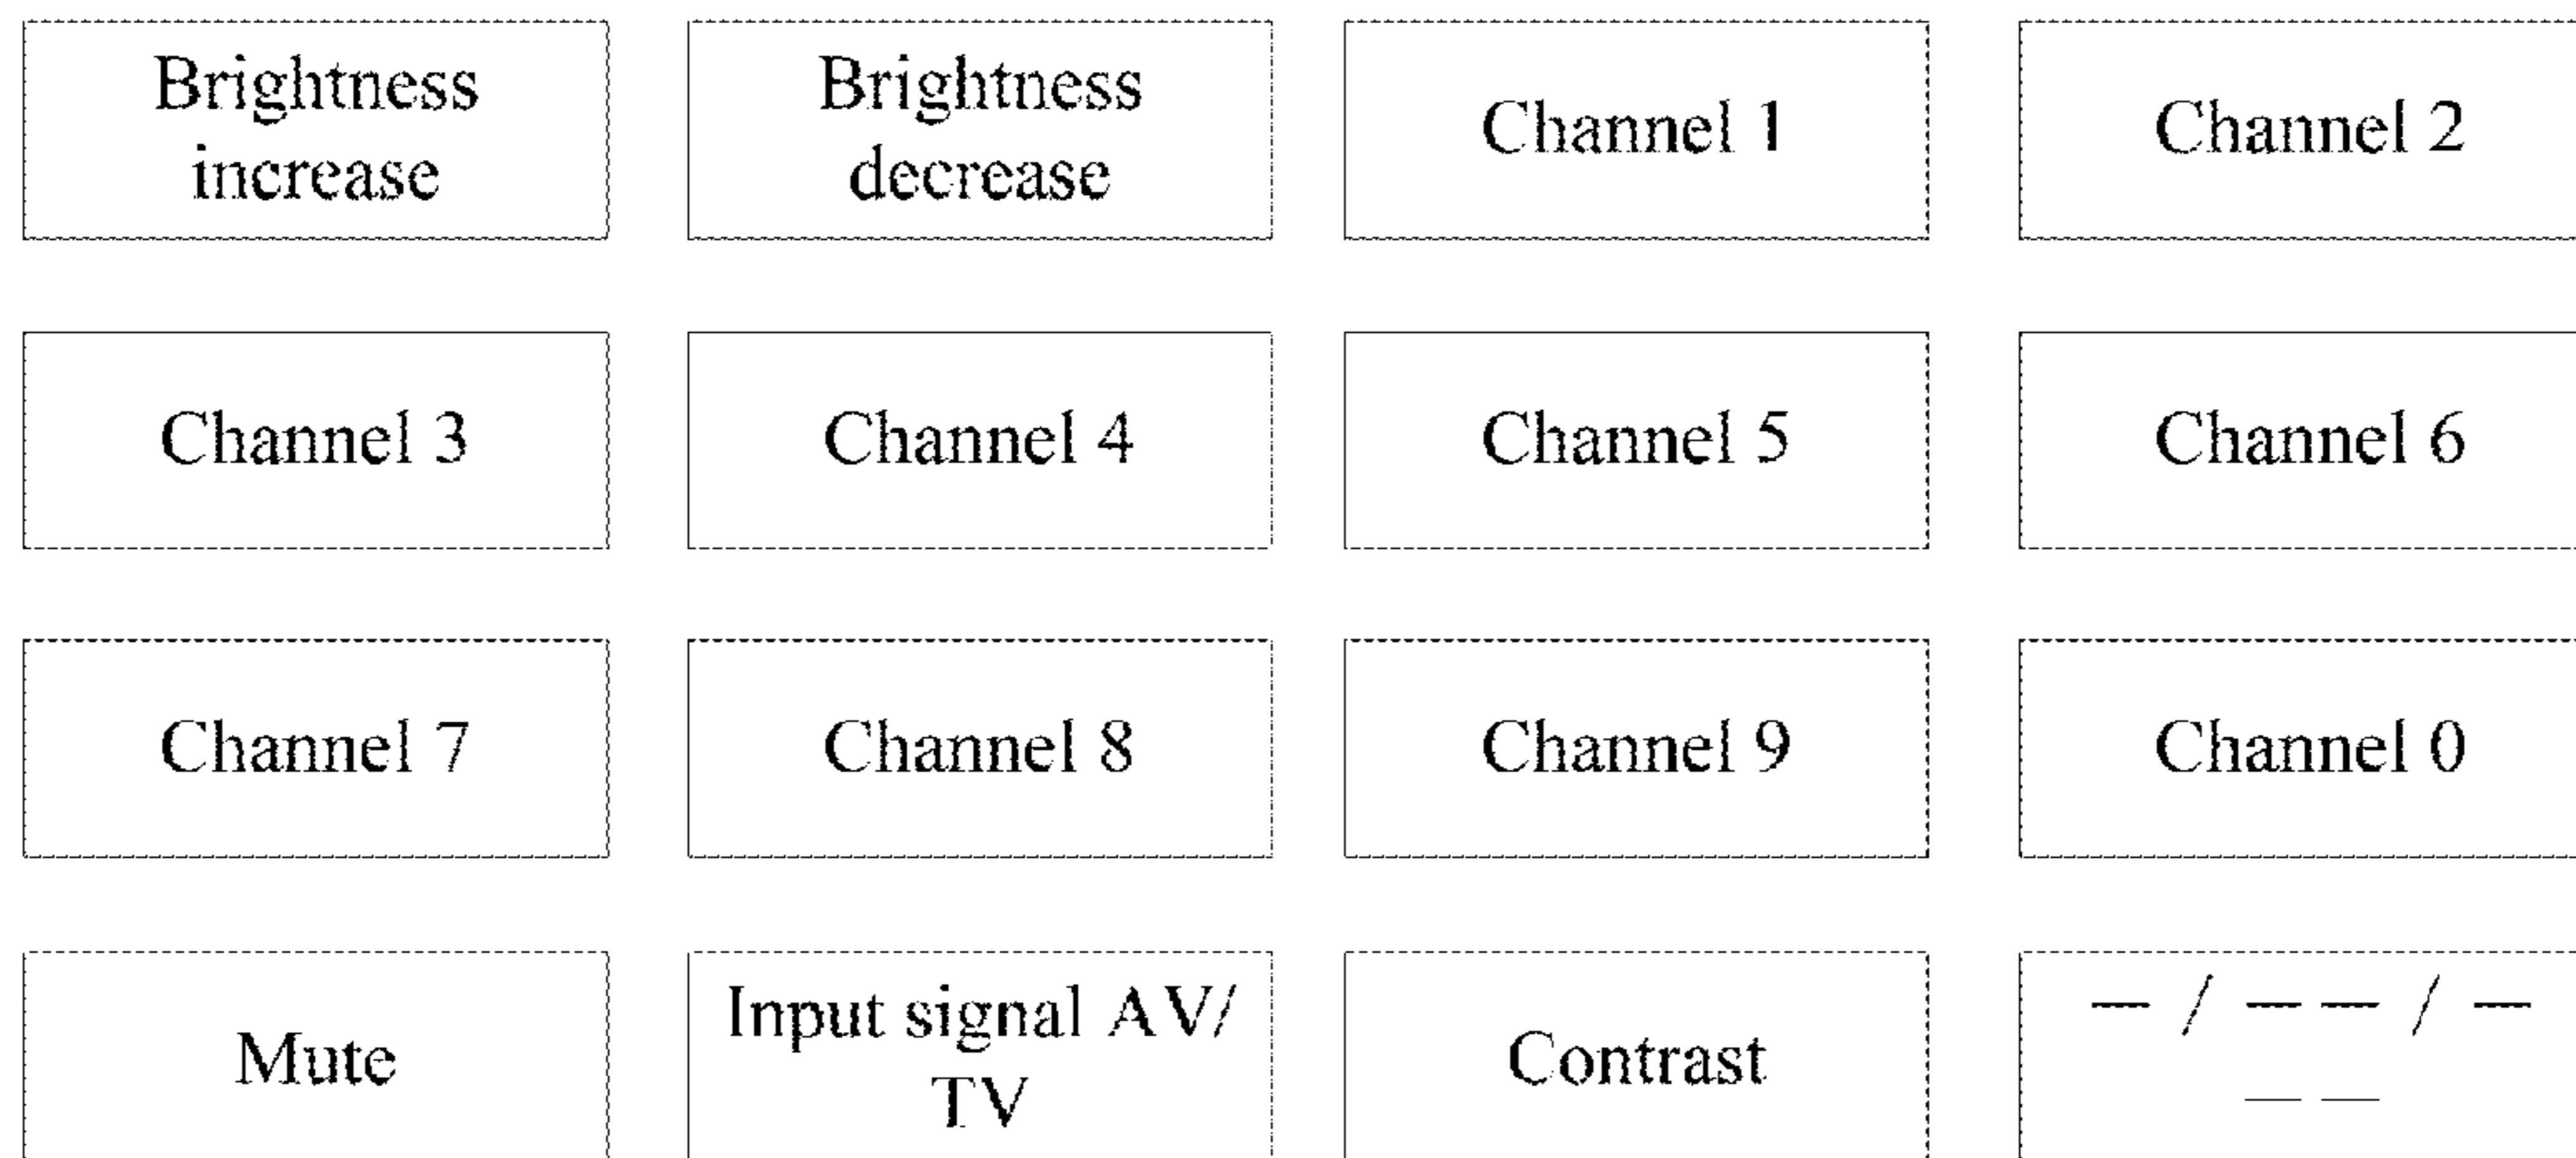 Brightness
increase
Brightness
decrease
Channel 1
Channel 2
Channel 3
Channel 4
Channel 5
Channel 6
Channel 7
Channel 8
Channel 9
Channel 0
Mute
Input signal AV/
TV
Contrast
— / — — / —
— —